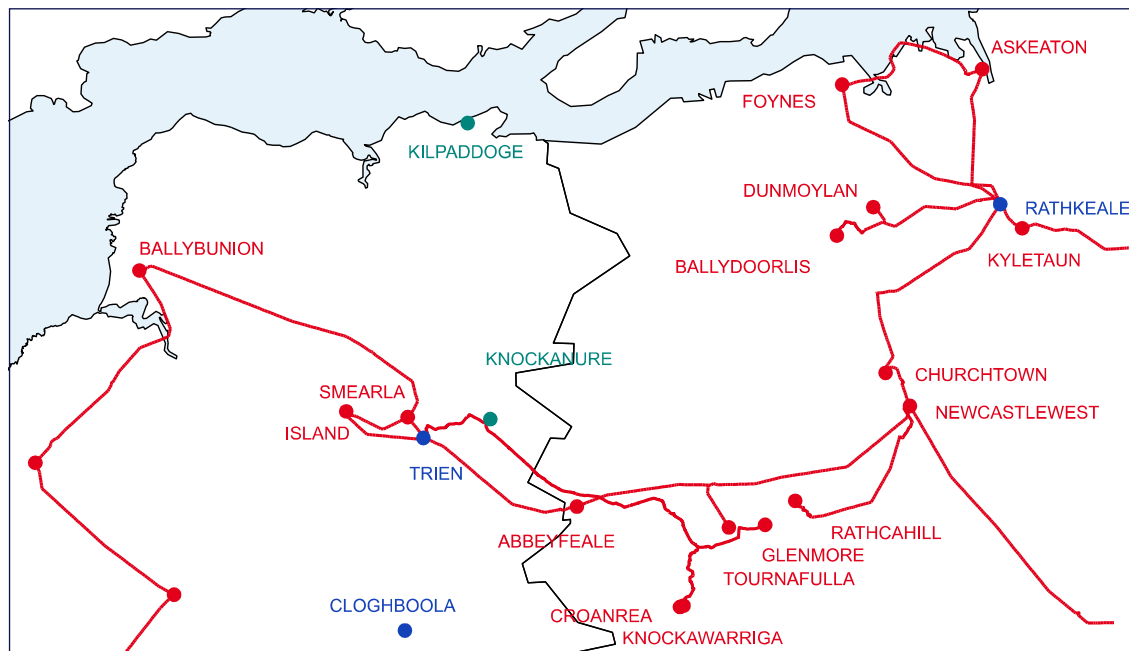 ASKEATON
FOYNES
KILPADDOGE
DUNMOYLAN
RATHKEALE
BALLYBUNION
KYLETAUN
BALLYDOORLIS
KNOCKANURE
CHURCHTOWN
SMEARLA
NEWCASTLEWEST
ISLAND
TRIEN
RATHCAHILL
ABBEYFEALE
GLENMORE
TOURNAFULLA
CLOGHBOOLA
CROANREA
KNOCKAWARRIGA